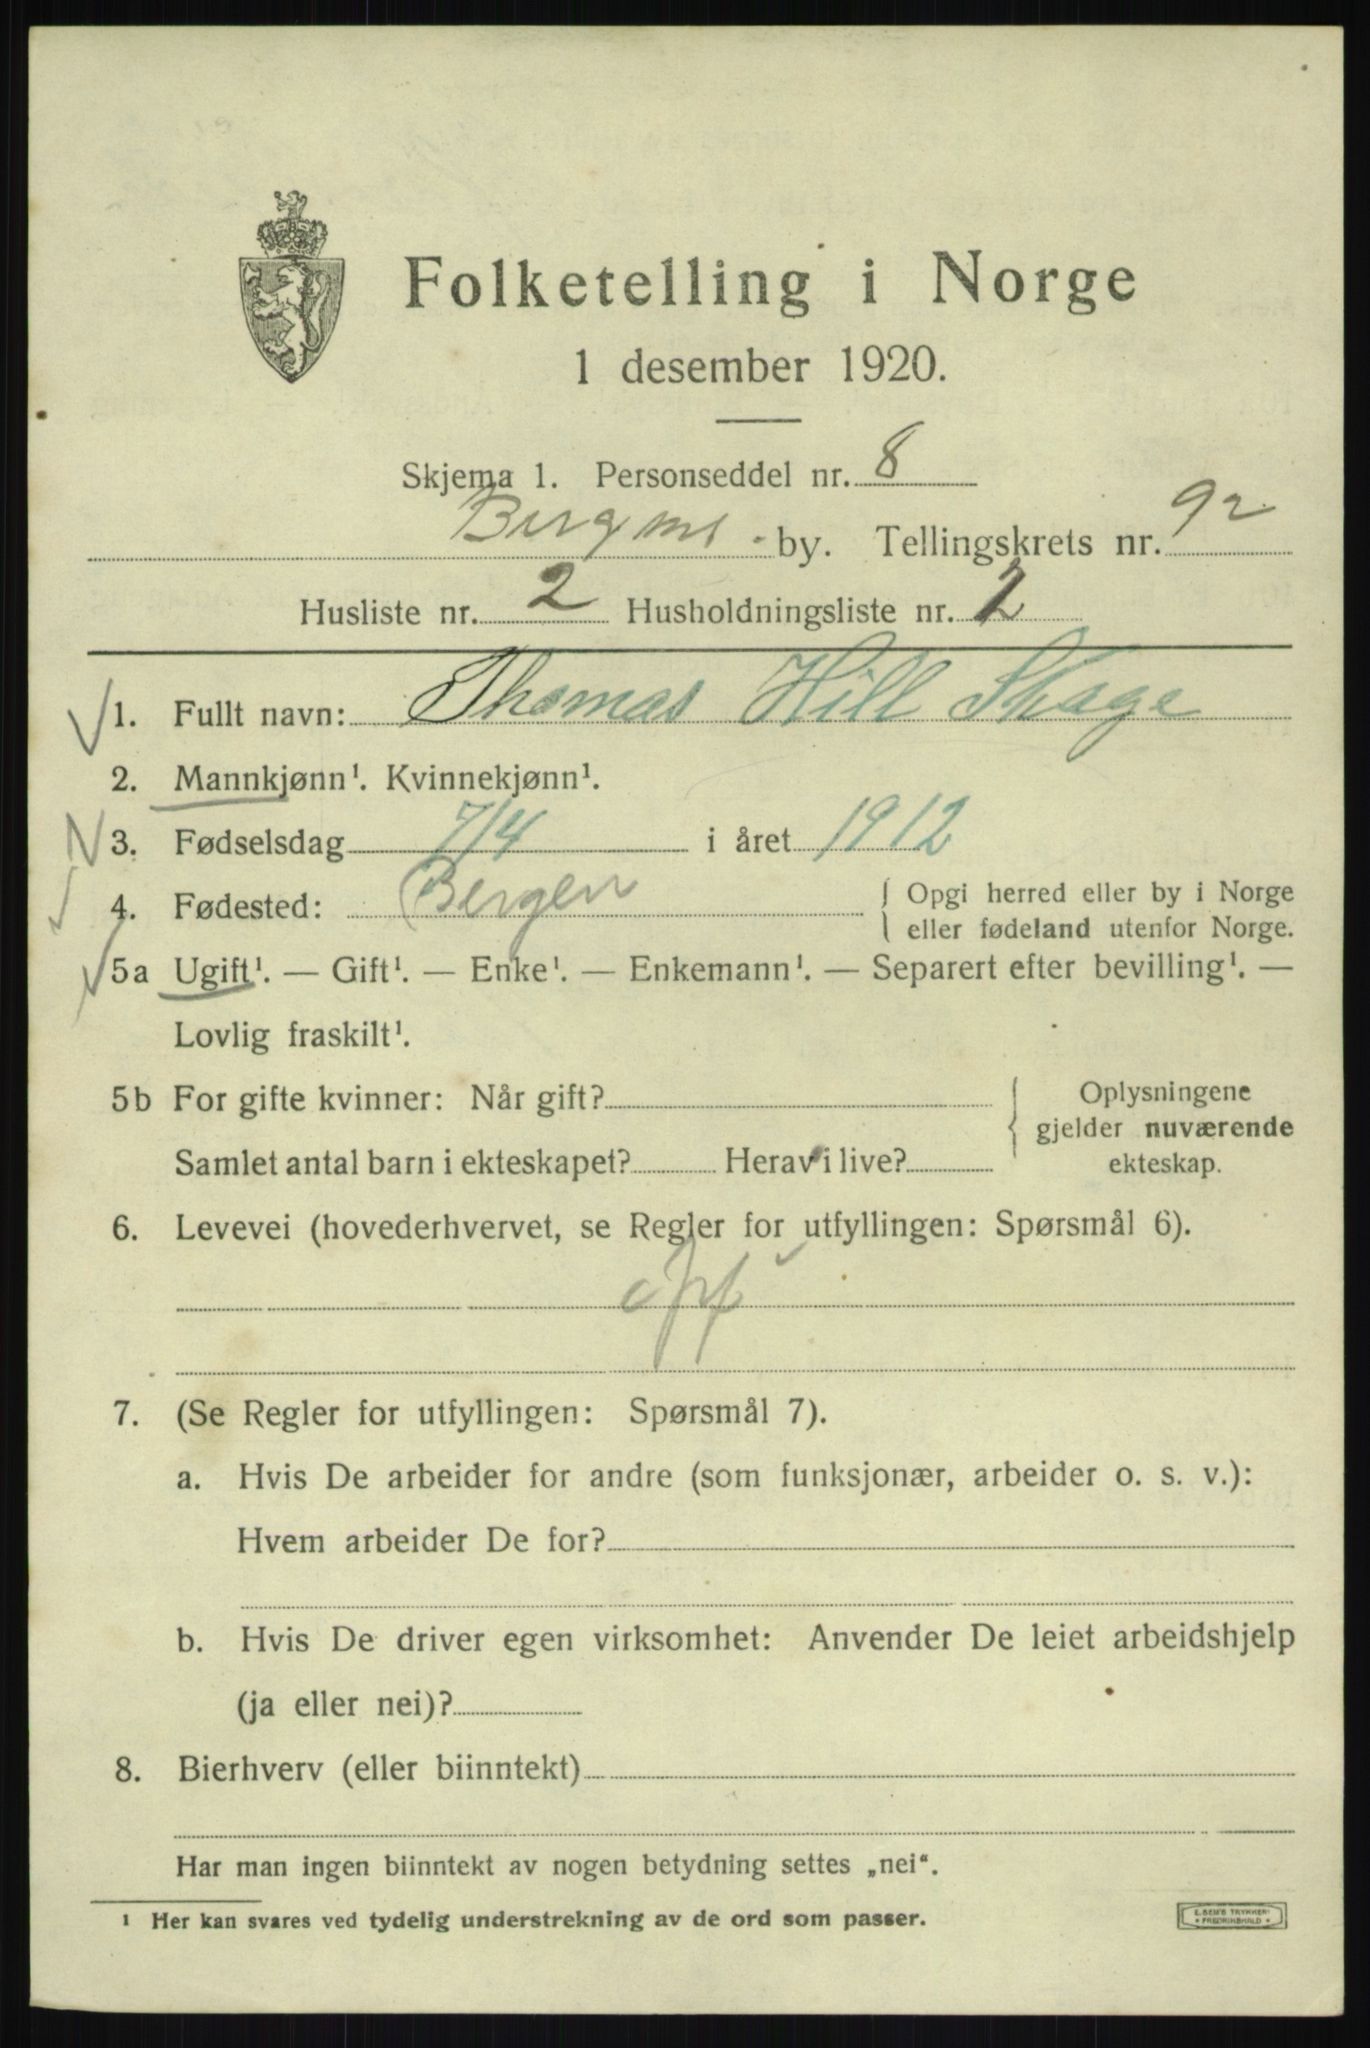 Folketelling i Norge
1 desember 1920.
Skjema 1. Personseddel nr. 8
Bergens by. Tellingskrets nr. 92
Husliste nr. 2 Husholdningsliste nr. 2
1. Fullt navn: Thomas Hill Skage
2. Mannkjønn¹. Kvinnekjønn¹.
N 3. Fødselsdag 7/4 i året 1912
4. Fødested: Bergen { Opgi herred eller by i Norge
eller fødeland utenfor Norge.
5a Ugift¹. — Gift¹. — Enke¹. — Enkemann¹. — Separert efter bevilling¹. —
Lovlig fraskilt¹.
5b For gifte kvinner: Når gift? { Oplysningene
gjelder nuværende
Samlet antal barn i ekteskapet? Herav i live? ekteskap.
6. Levevei (hovederhvervet, se Regler for utfyllingen: Spørsmål 6).
7. (Se Regler for utfyllingen: Spørsmål 7).
a. Hvis De arbeider for andre (som funksjonær, arbeider o. s. v.):
Hvem arbeider De for?
b. Hvis De driver egen virksomhet: Anvender De leiet arbeidshjelp
(ja eller nei)?
8. Bierhverv (eller biinntekt)
Har man ingen biinntekt av nogen betydning settes „nei“.
¹ Her kan svares ved tydelig understrekning av de ord som passer.
E. SEM'S TRYKKERI
FREDRIKSHALD